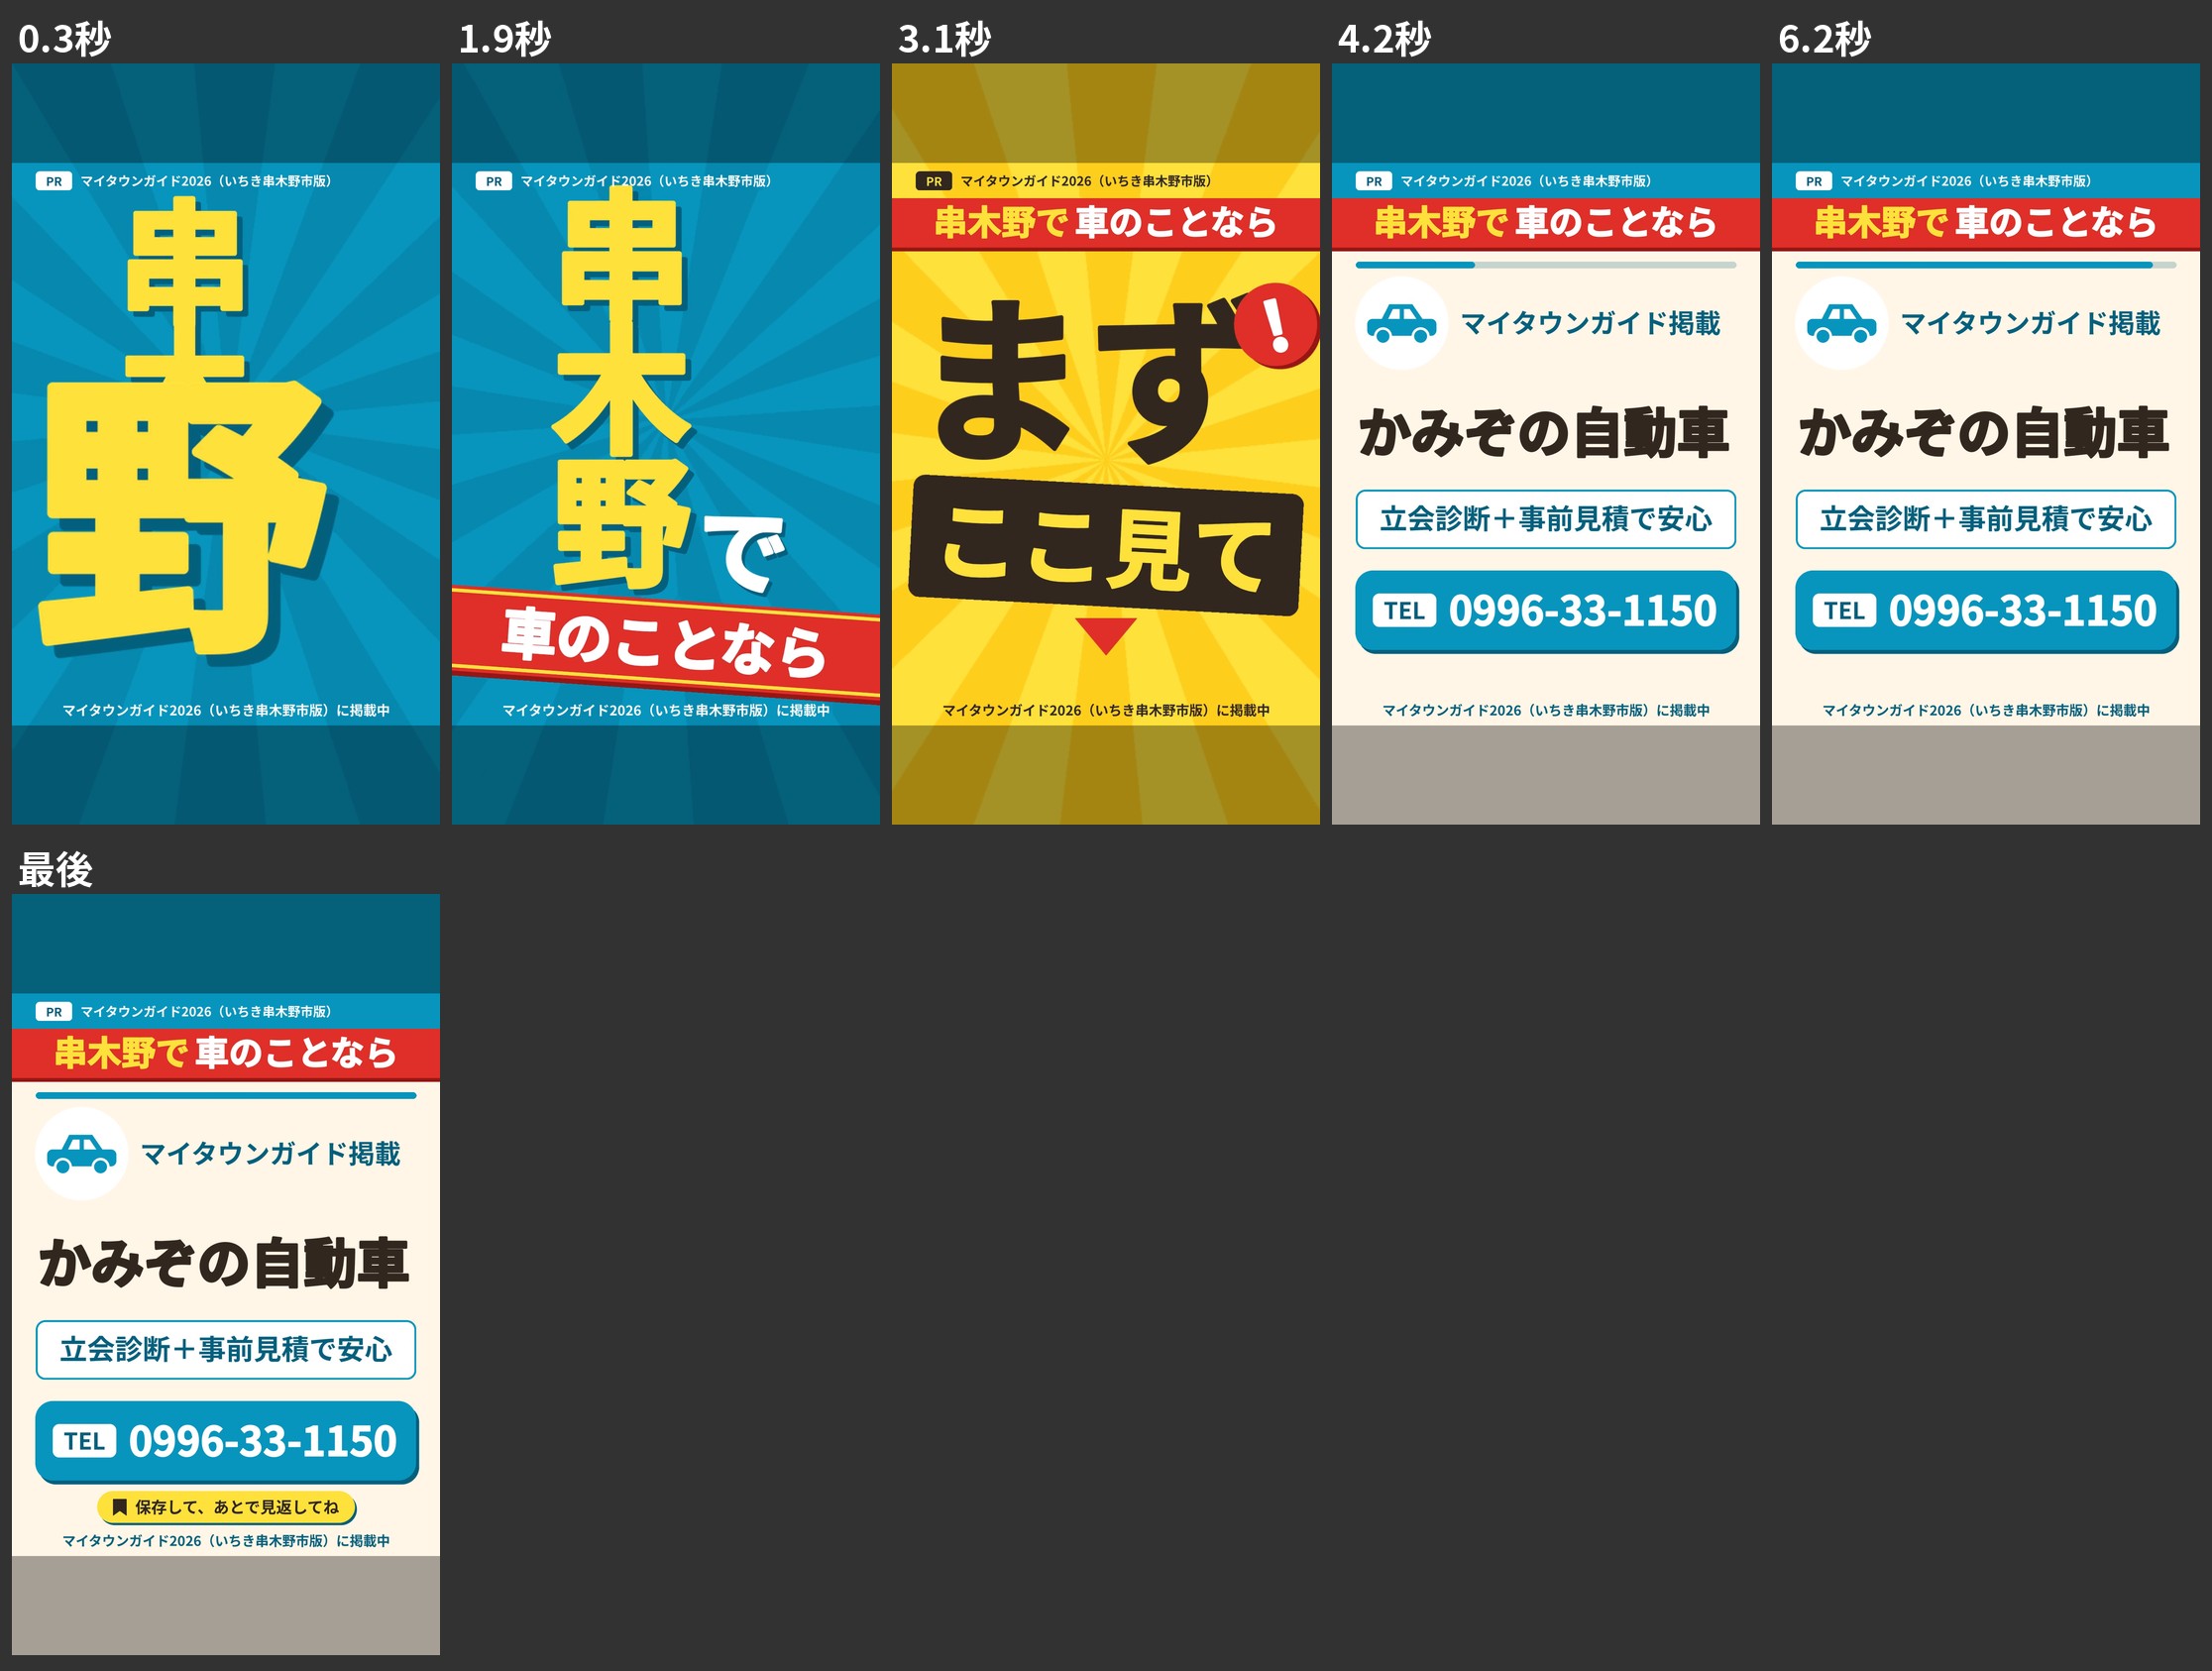 0.3秒
PR マイタウンガイド2026（いちき串木野市版）
串
木
野
マイタウンガイド2026（いちき串木野市版）に掲載中
1.9秒
PR マイタウンガイド2026（いちき串木野市版）
串
木
野で
車のことなら
マイタウンガイド2026（いちき串木野市版）に掲載中
3.1秒
PR マイタウンガイド2026（いちき串木野市版）
串木野で 車のことなら
まず!
ここ見て
マイタウンガイド2026（いちき串木野市版）に掲載中
4.2秒
PR マイタウンガイド2026（いちき串木野市版）
串木野で 車のことなら
マイタウンガイド掲載
かみぞの自動車
立会診断＋事前見積で安心
TEL 0996-33-1150
マイタウンガイド2026（いちき串木野市版）に掲載中
6.2秒
PR マイタウンガイド2026（いちき串木野市版）
串木野で 車のことなら
マイタウンガイド掲載
かみぞの自動車
立会診断＋事前見積で安心
TEL 0996-33-1150
マイタウンガイド2026（いちき串木野市版）に掲載中
最後
PR マイタウンガイド2026（いちき串木野市版）
串木野で 車のことなら
マイタウンガイド掲載
かみぞの自動車
立会診断＋事前見積で安心
TEL 0996-33-1150
保存して、あとで見返してね
マイタウンガイド2026（いちき串木野市版）に掲載中